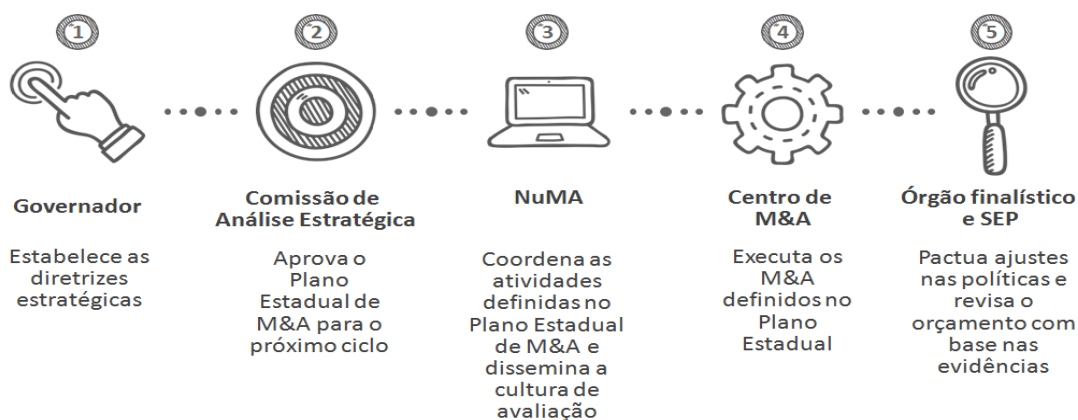 1
Governador
Estabelece as
diretrizes
estratégicas
2
Comissão de
Análise Estratégica
Aprova o
Plano
Estadual de
M&A para o
próximo ciclo
3
NuMA
Coordena as
atividades
definidas no
Plano Estadual
de M&A e
dissemina a
cultura de
avaliação
4
Centro de
M&A
Executa os
M&A
definidos no
Plano
Estadual
5
Órgão finalístico
e SEP
Pactua ajustes
nas políticas e
revisa o
orçamento com
base nas
evidências